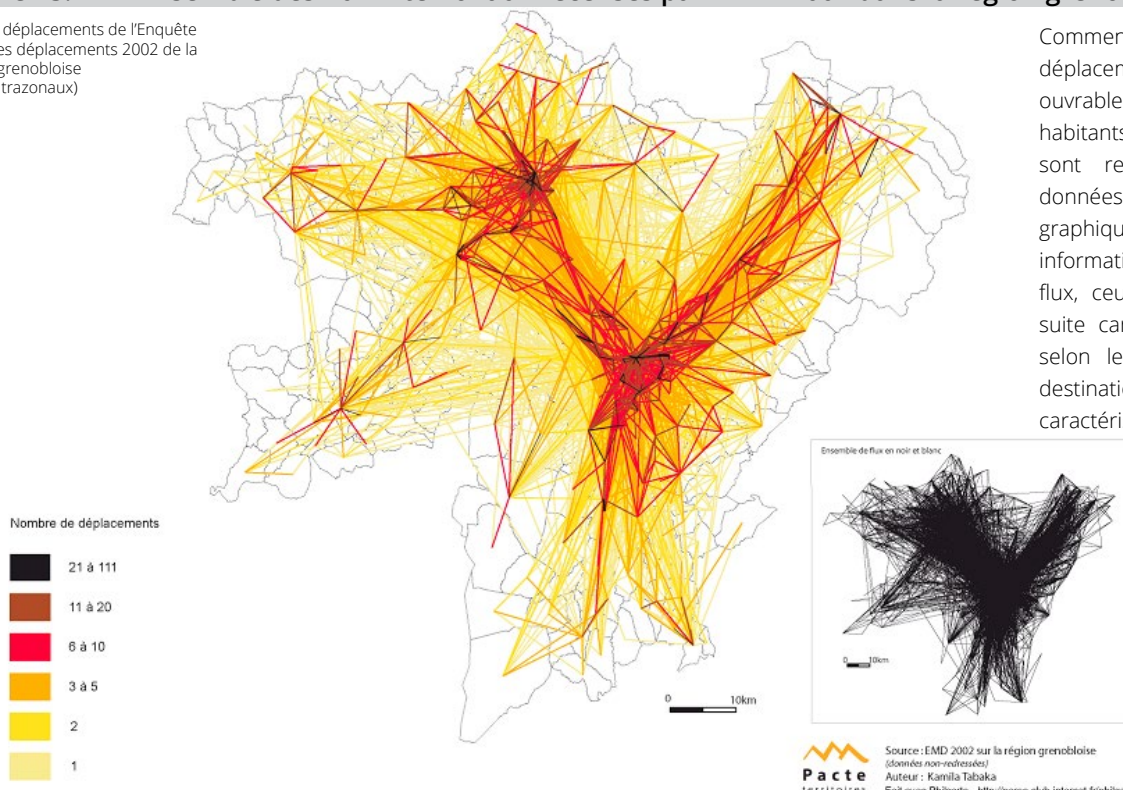 déplacements de l'Enquête
es déplacements 2002 de la
grenobloise
trazonaux)
Commen
déplacem
ouvrable
habitants
sont re
données
graphiqu
informati
flux, ceu
suite car
selon le
destinatio
caractéri
Ensemble de flux en noir et blanc
0 10km
Nombre de déplacements
21 à 111
11 à 20
6 à 10
3 à 5
2
1
0 10km
Pacte
territoires
Source : EMD 2002 sur la région grenobloise
(données non-redressées)
Auteur : Kamila Tabaka